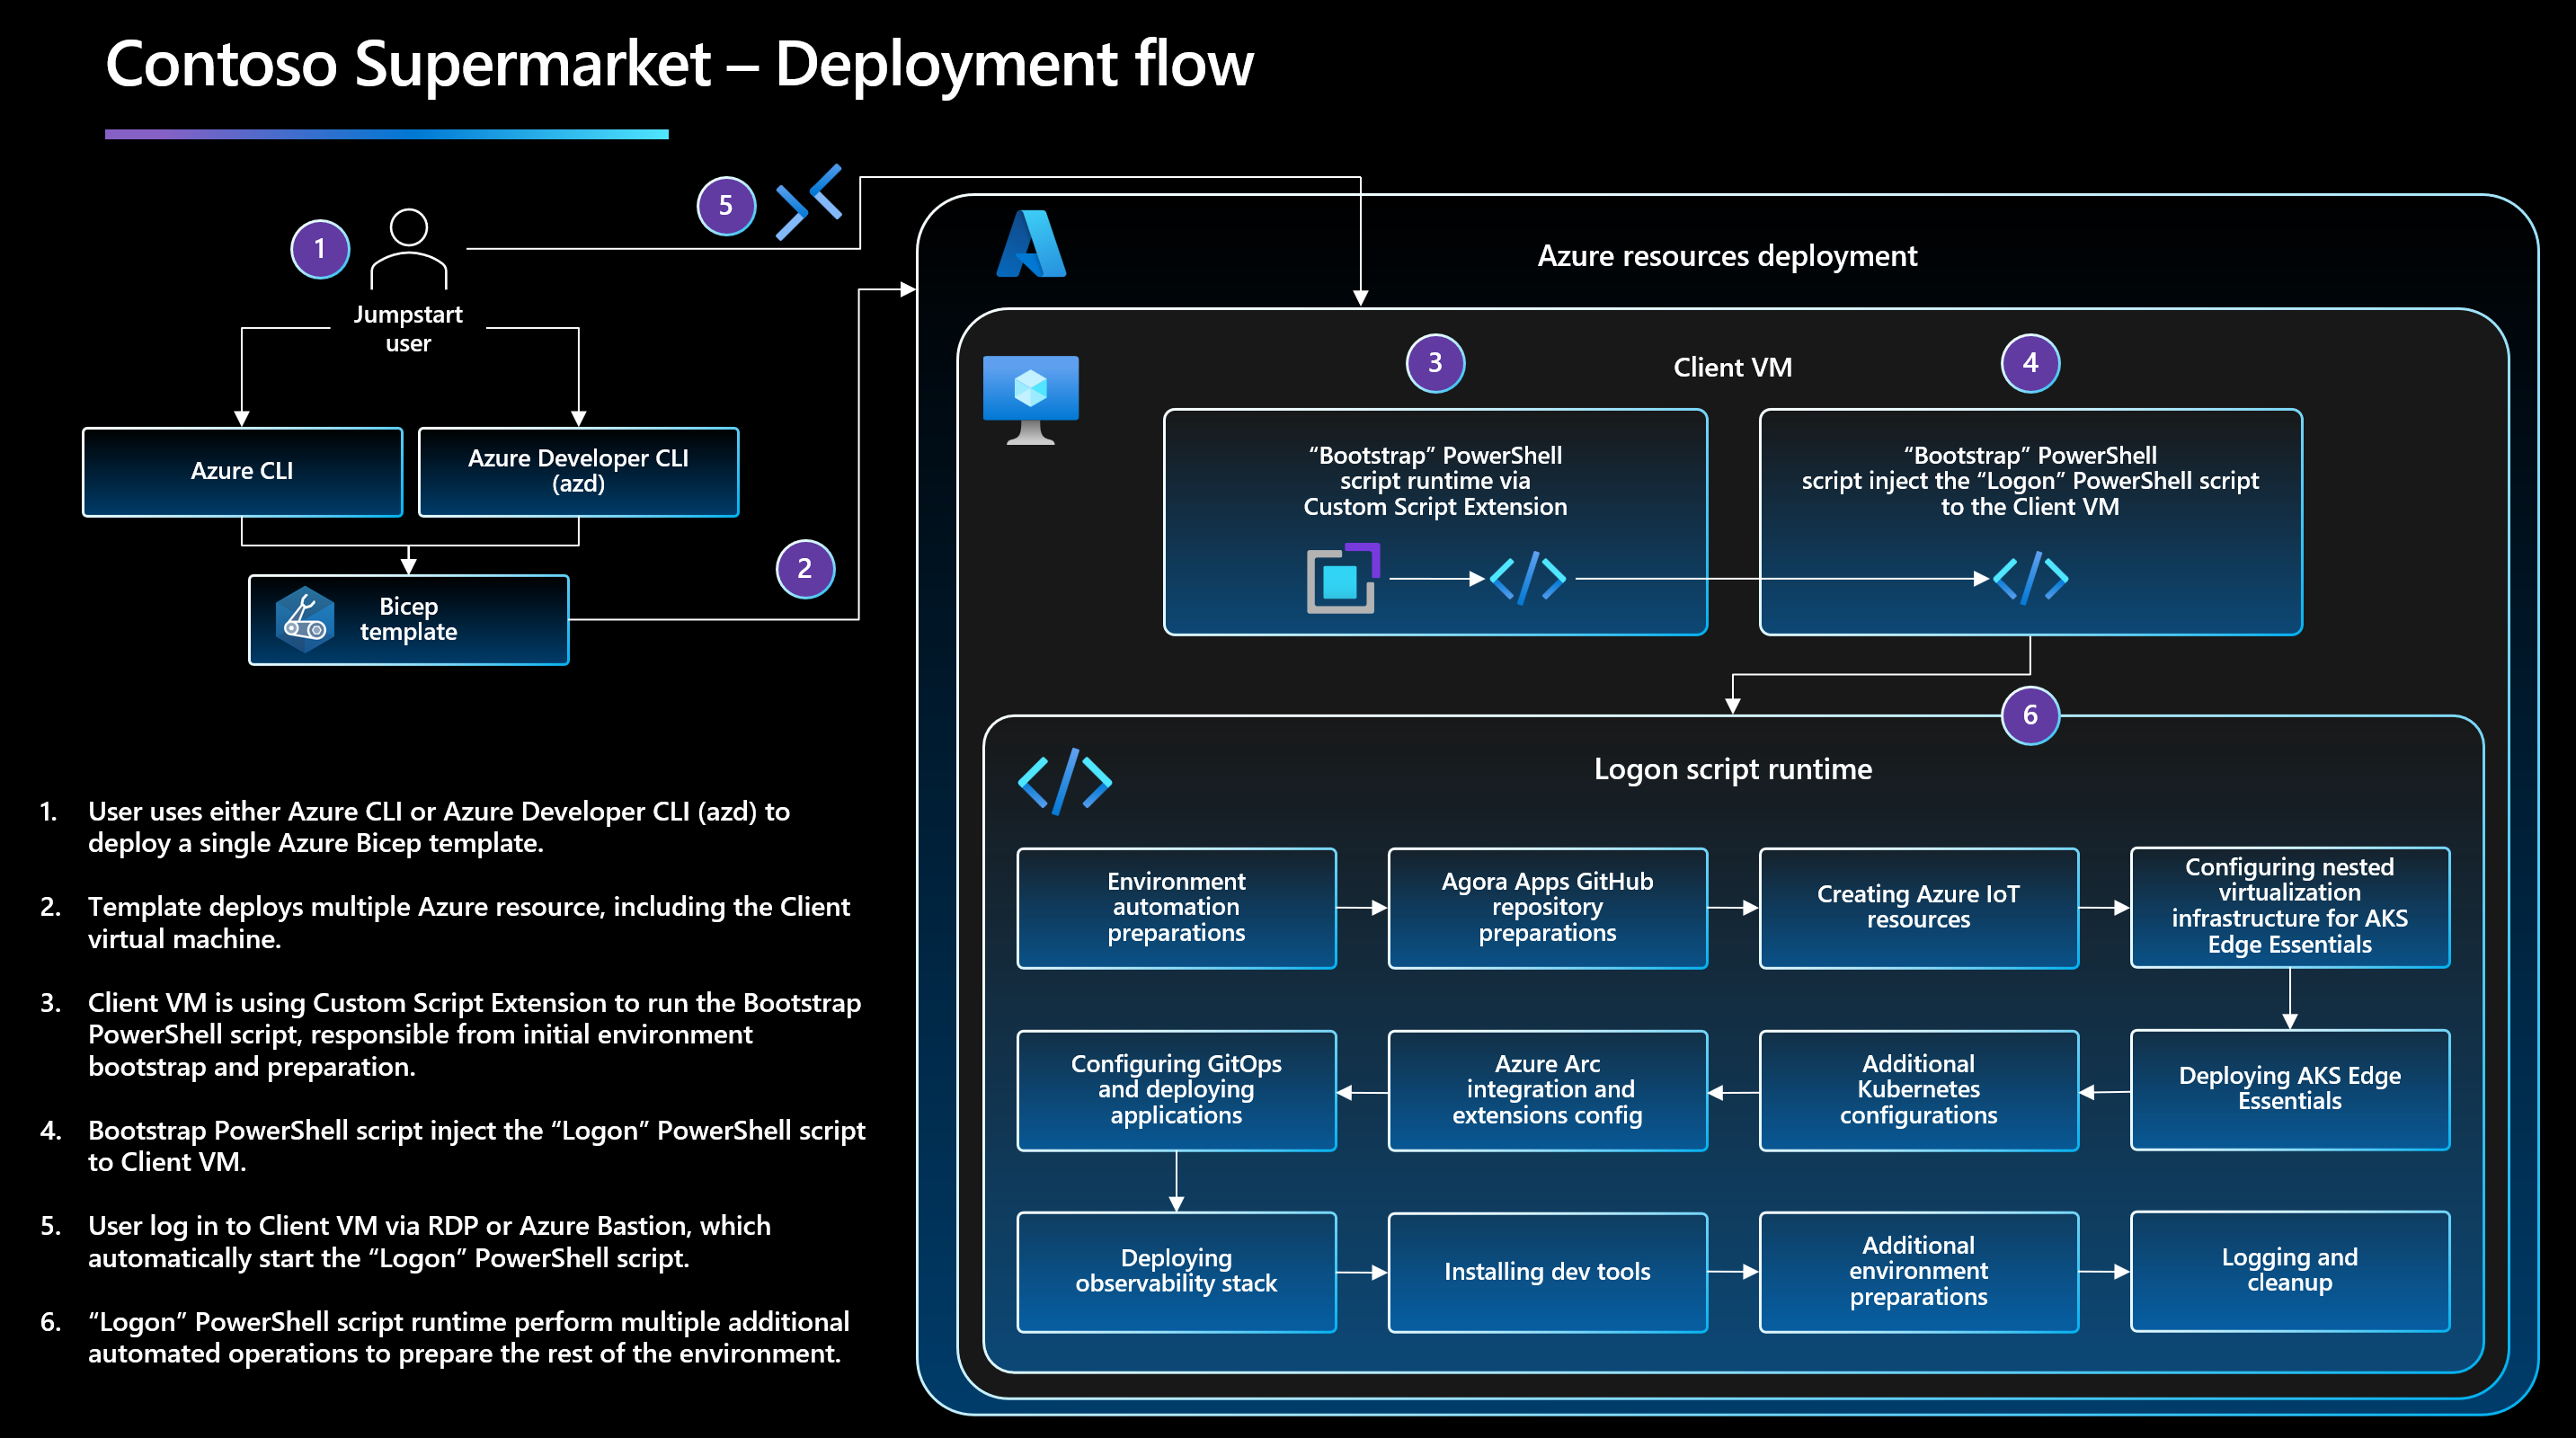 Contoso Supermarket – Deployment flow
1
Jumpstart
user
5
Azure CLI
Azure Developer CLI
(azd)
Bicep
template
2
Azure resources deployment
3
Client VM
4
“Bootstrap” PowerShell
script runtime via
Custom Script Extension
“Bootstrap” PowerShell
script inject the “Logon” PowerShell script
to the Client VM
6
Logon script runtime
Environment
automation
preparations
Agora Apps GitHub
repository
preparations
Creating Azure IoT
resources
Configuring nested
virtualization
infrastructure for AKS
Edge Essentials
Configuring GitOps
and deploying
applications
Azure Arc
integration and
extensions config
Additional
Kubernetes
configurations
Deploying AKS Edge
Essentials
Deploying
observability stack
Installing dev tools
Additional
environment
preparations
Logging and
cleanup
1. User uses either Azure CLI or Azure Developer CLI (azd) to
deploy a single Azure Bicep template.
2. Template deploys multiple Azure resource, including the Client
virtual machine.
3. Client VM is using Custom Script Extension to run the Bootstrap
PowerShell script, responsible from initial environment
bootstrap and preparation.
4. Bootstrap PowerShell script inject the “Logon” PowerShell script
to Client VM.
5. User log in to Client VM via RDP or Azure Bastion, which
automatically start the “Logon” PowerShell script.
6. “Logon” PowerShell script runtime perform multiple additional
automated operations to prepare the rest of the environment.